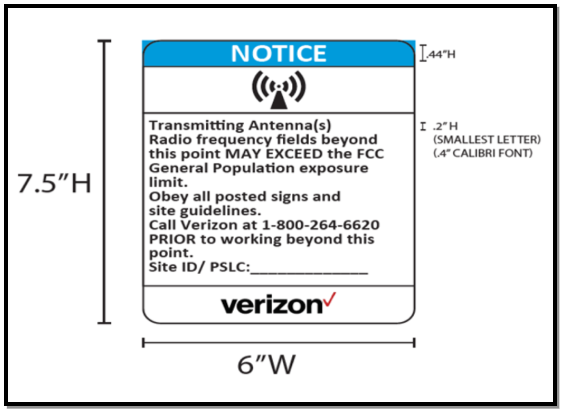 NOTICE
.44"H
Transmitting Antenna(s)
Radio frequency fields beyond
this point MAY EXCEED the FCC
General Population exposure
limit.
Obey all posted signs and
site guidelines.
Call Verizon at 1-800-264-6620
PRIOR to working beyond this
point.
Site ID/ PSLC:______________
.2"H
(SMALLEST LETTER)
(.4" CALIBRI FONT)
7.5"H
verizon✓
6"W